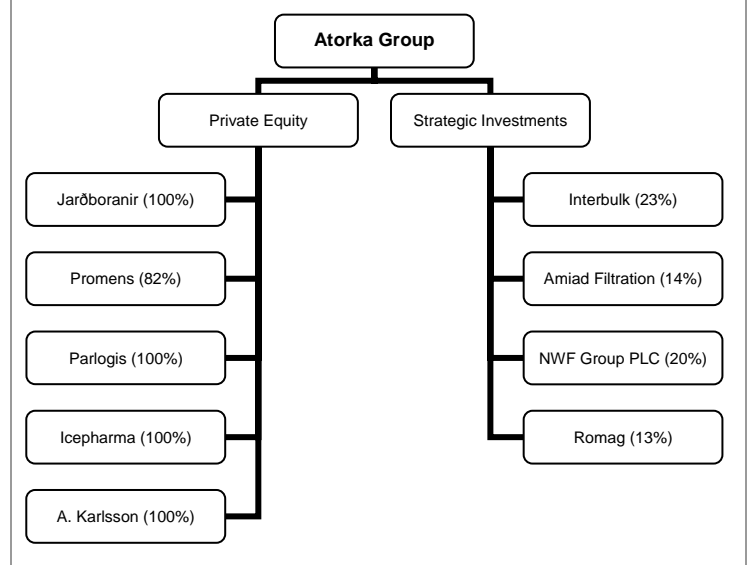 Atorka Group
Private Equity
Strategic Investments
Jarðboranir (100%)
Promens (82%)
Parlogis (100%)
Icepharma (100%)
A. Karlsson (100%)
Interbulk (23%)
Amiad Filtration (14%)
NWF Group PLC (20%)
Romag (13%)